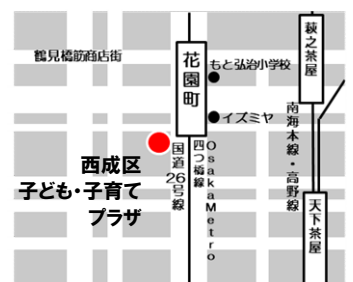 鶴見橋筋商店街
花園町
もと弘治小学校
イズミヤ
萩之茶屋
南海本線・高野線
天下茶屋
国道26号線
四つ橋線
OsakaMetro
西成区
子ども・子育て
プラザ